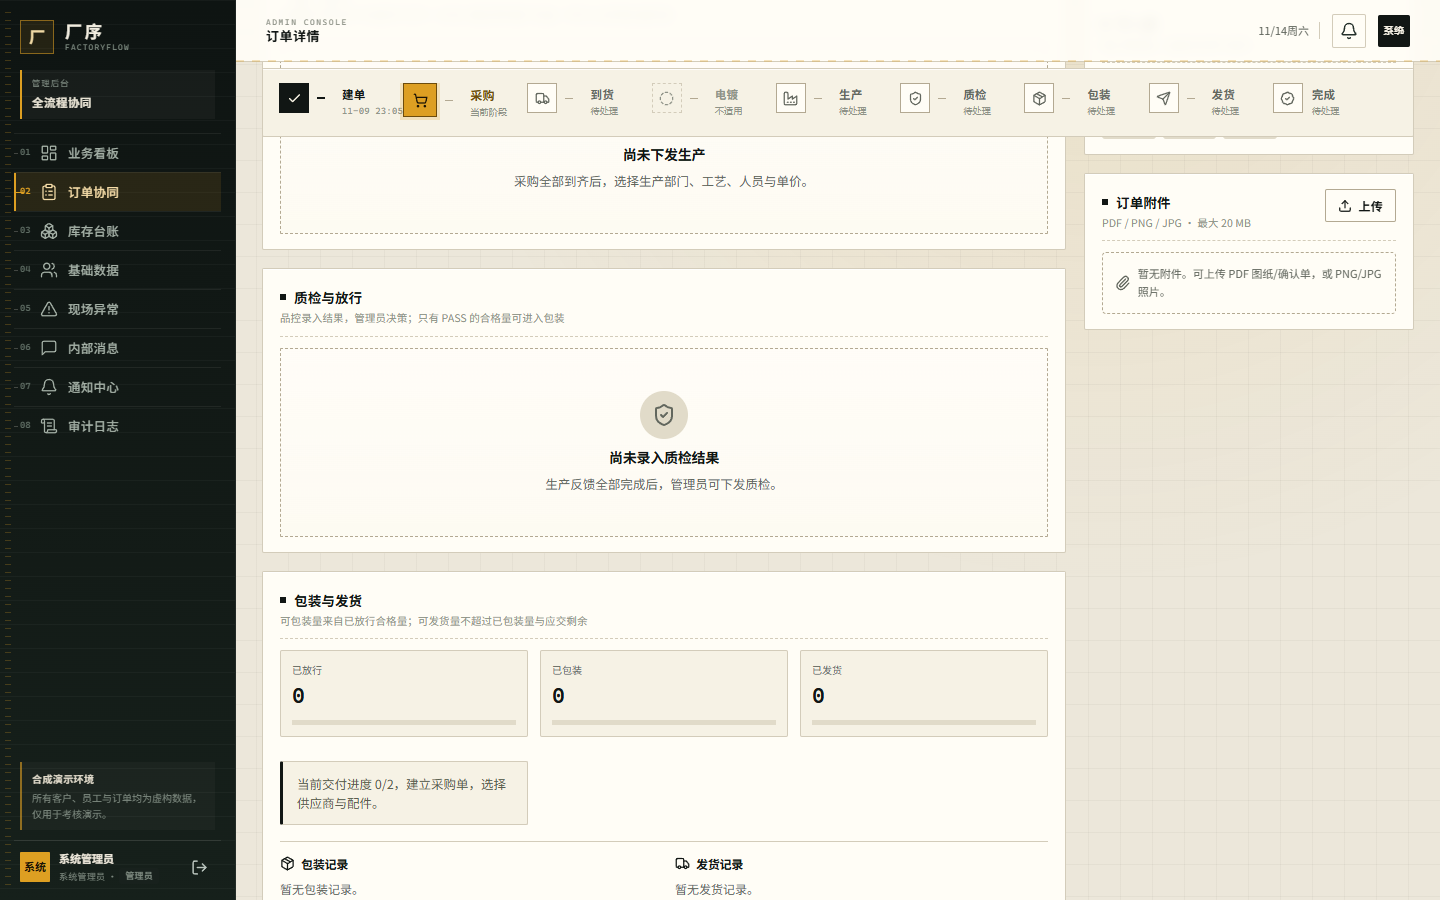 厂
厂序
FACTORYFLOW
管理后台
全流程协同
01 业务看板
02 订单协同
03 库存台账
04 基础数据
05 现场异常
06 内部消息
07 通知中心
08 审计日志
合成演示环境
所有客户、员工与订单均为虚构数据，
仅用于考核演示。
系统
系统管理员
系统管理员 • 管理员
ADMIN CONSOLE
订单详情
11/14周六
系统
建单
11-09 23:05
采购
当前阶段
到货
待处理
电镀
不适用
生产
待处理
质检
待处理
包装
待处理
发货
待处理
完成
待处理
尚未下发生产
采购全部到齐后，选择生产部门、工艺、人员与单价。
质检与放行
品控录入结果，管理员决策；只有 PASS 的合格量可进入包装
尚未录入质检结果
生产反馈全部完成后，管理员可下发质检。
包装与发货
可包装量来自已放行合格量；可发货量不超过已包装量与应交剩余
已放行
0
已包装
0
已发货
0
当前交付进度 0/2，建立采购单，选择
供应商与配件。
包装记录
暂无包装记录。
发货记录
暂无发货记录。
订单附件
PDF / PNG / JPG • 最大 20 MB
上传
暂无附件。可上传 PDF 图纸/确认单，或 PNG/JPG
照片。